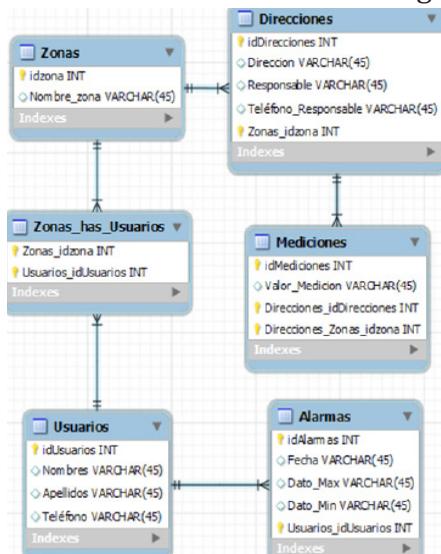 Zonas
idzona INT
Nombre_zona VARCHAR(45)
Indexes
Direcciones
idDirecciones INT
Direccion VARCHAR(45)
Responsable VARCHAR(45)
Teléfono_Responsable VARCHAR(45)
Zonas_idzona INT
Indexes
Zonas_has_Usuarios
Zonas_idzona INT
Usuarios_idUsuarios INT
Indexes
Mediciones
idMediciones INT
Valor_Medicion VARCHAR(45)
Direcciones_idDirecciones INT
Direcciones_Zonas_idzona INT
Indexes
Usuarios
idUsuarios INT
Nombres VARCHAR(45)
Apellidos VARCHAR(45)
Teléfono VARCHAR(45)
Indexes
Alarmas
idAlarmas INT
Fecha VARCHAR(45)
Dato_Max VARCHAR(45)
Dato_Min VARCHAR(45)
Usuarios_idUsuarios INT
Indexes